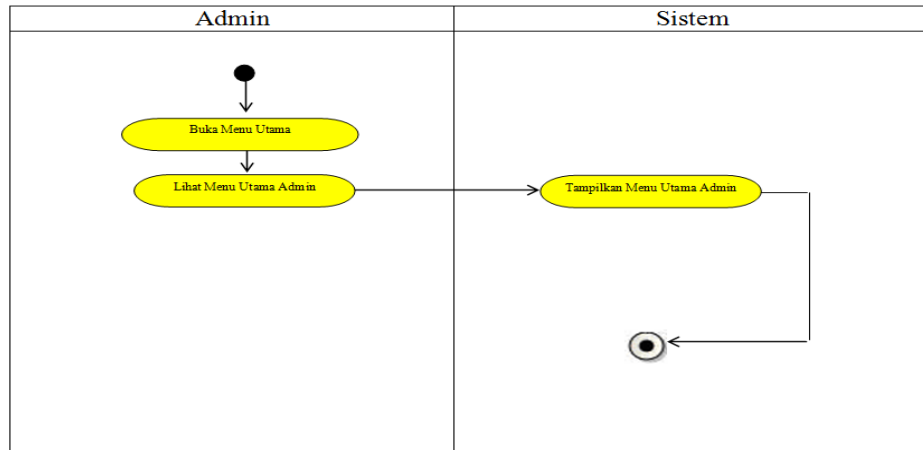 Admin
Sistem
Buka Menu Utama
Lihat Menu Utama Admin
Tampilkan Menu Utama Admin